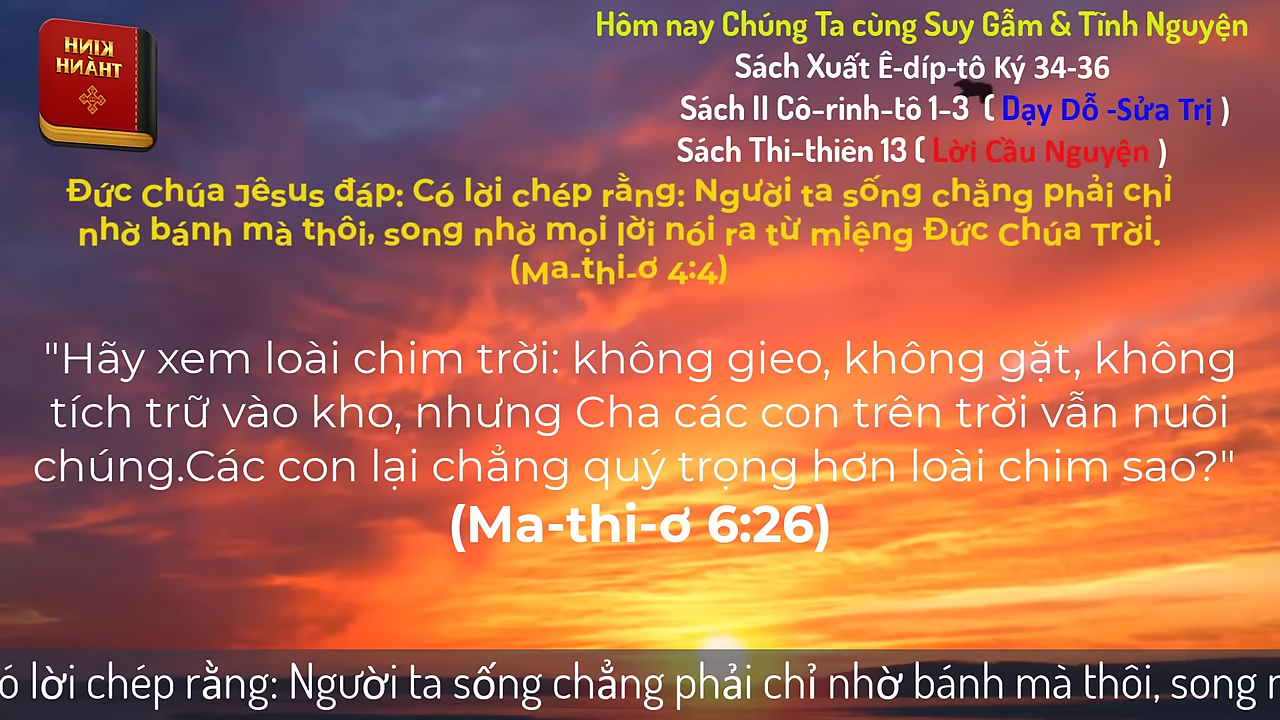 KINH
THÀNH
Hôm nay Chúng Ta cùng Suy Gẫm & Tĩnh Nguyện
Sách Xuất Ê-díp-tô Ký 34-36
Sách II Cô-rinh-tô 1-3 ( Dạy Dỗ -Sửa Trị )
Sách Thi-thiên 13 ( Lời Cầu Nguyện )
Đức Chúa Jêsus đáp: Có lời chép rằng: Người ta sống chẳng phải chỉ
nhờ bánh mà thôi, song nhờ mọi lời nói ra từ miệng Đức Chúa Trời.
(Ma-thi-ơ 4:4)
"Hãy xem loài chim trời: không gieo, không gặt, không
tích trữ vào kho, nhưng Cha các con trên trời vẫn nuôi
chúng.Các con lại chẳng quý trọng hơn loài chim sao?"
(Ma-thi-ơ 6:26)
ó lời chép rằng: Người ta sống chẳng phải chỉ nhờ bánh mà thôi, song n